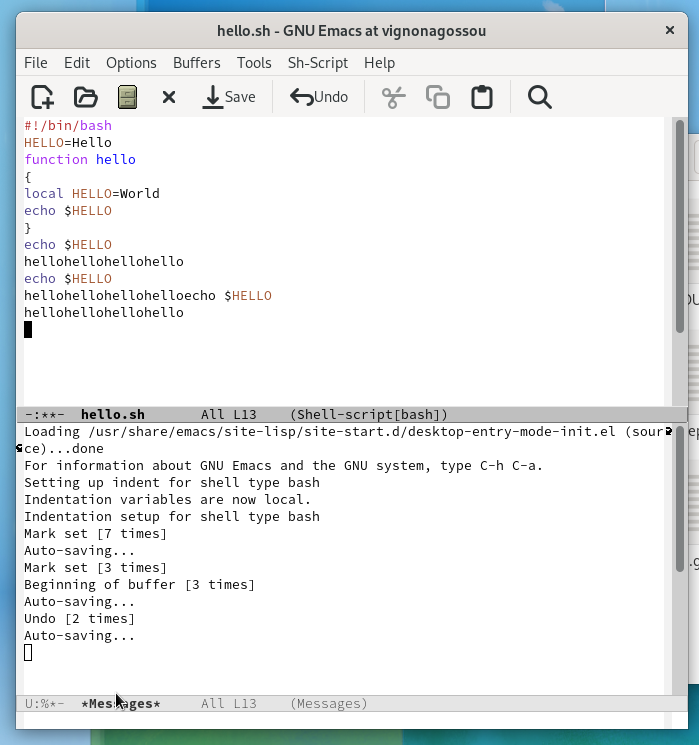 hello.sh - GNU Emacs at vignonagossou
File Edit Options Buffers Tools Sh-Script Help
Save Undo
#!/bin/bash
HELLO=Hello
function hello
{
local HELLO=World
echo $HELLO
}
echo $HELLO
hellohellohellohello
echo $HELLO
hellohellohellohelloecho $HELLO
hellohellohellohello
-:**- hello.sh All L13 (Shell-script[bash])
Loading /usr/share/emacs/site-lisp/site-start.d/desktop-entry-mode-init.el (sour
ce)...done
For information about GNU Emacs and the GNU system, type C-h C-a.
Setting up indent for shell type bash
Indentation variables are now local.
Indentation setup for shell type bash
Mark set [7 times]
Auto-saving...
Mark set [3 times]
Beginning of buffer [3 times]
Auto-saving...
Undo [2 times]
Auto-saving...
U:%*- *Messages* All L13 (Messages)